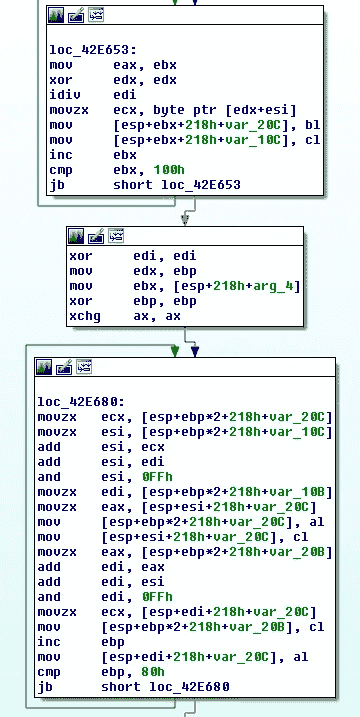 loc_42E653:
mov eax, ebx
xor edx, edx
idiv edi
movzx ecx, byte ptr [edx+esi]
mov [esp+ebx+218h+var_20C], bl
mov [esp+ebx+218h+var_10C], cl
inc ebx
cmp ebx, 100h
jb short loc_42E653
xor edi, edi
mov edx, ebp
mov ebx, [esp+218h+arg_4]
xor ebp, ebp
xchg ax, ax
loc_42E680:
movzx ecx, [esp+ebp*2+218h+var_20C]
movzx esi, [esp+ebp*2+218h+var_10C]
add esi, ecx
add esi, edi
and esi, 0FFh
movzx edi, [esp+ebp*2+218h+var_10B]
movzx eax, [esp+esi+218h+var_20C]
mov [esp+ebp*2+218h+var_20C], al
mov [esp+esi+218h+var_20C], cl
movzx eax, [esp+ebp*2+218h+var_20B]
add edi, eax
add edi, esi
and edi, 0FFh
movzx ecx, [esp+edi+218h+var_20C]
mov [esp+ebp*2+218h+var_20B], cl
inc ebp
mov [esp+edi+218h+var_20C], al
cmp ebp, 80h
jb short loc_42E680